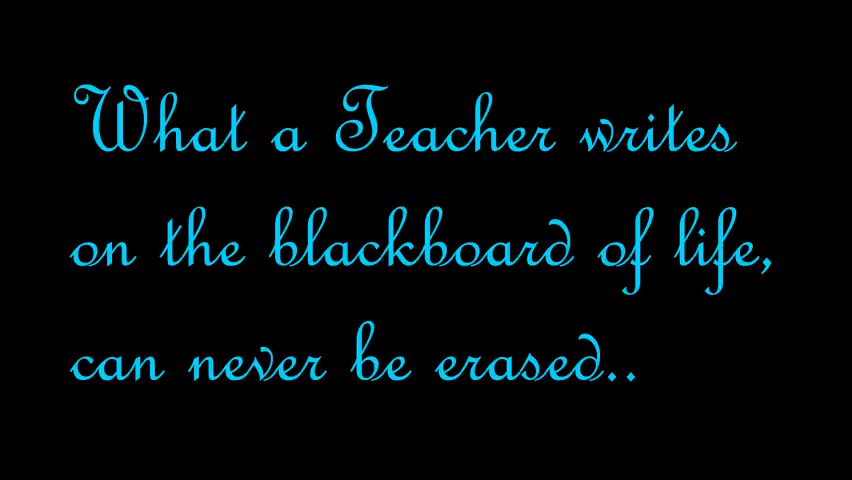 What a Teacher writes
on the blackboard of life,
can never be erased..